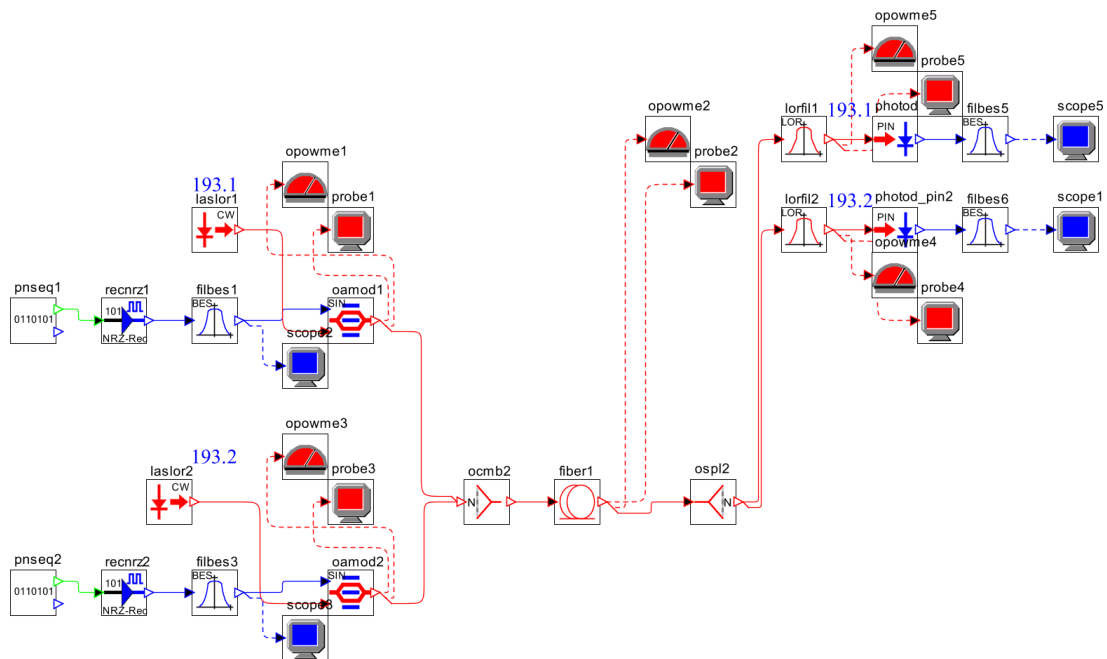 opowme5
probe5
opowme2
lorfil1
193.1
photod
filbes5
scope5
LOR
PIN
BES
probe2
opowme1
193.1
laslor1
probe1
CW
lorfil2
193.2
photod_pin2
filbes6
scope1
LOR
PIN
BES
opowme4
pnseq1
recnrz1
filbes1
oamod1
probe4
0110101
101
NRZ-Rec
BES
SIN
scope2
opowme3
193.2
laslor2
probe3
ocmb2
fiber1
ospl2
CW
N
N
pnseq2
recnrz2
filbes3
oamod2
0110101
101
NRZ-Rec
BES
SIN
scope3